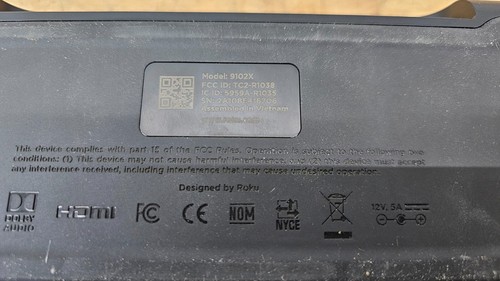 Model: 9102X
FCC ID: TC2-R1038
IC ID: 5959A-R1038
This device complies with part 15 of the FCC Rules. Operation is subject to the following two
conditions: (1) This device may not cause harmful interference, and (2) this device must accept
any interference received, including interference that may cause undesired operation.
Designed by Roku
DOLBY
AUDIO
HDMI
FC
CE
NOM
NYCE
12V, 5A